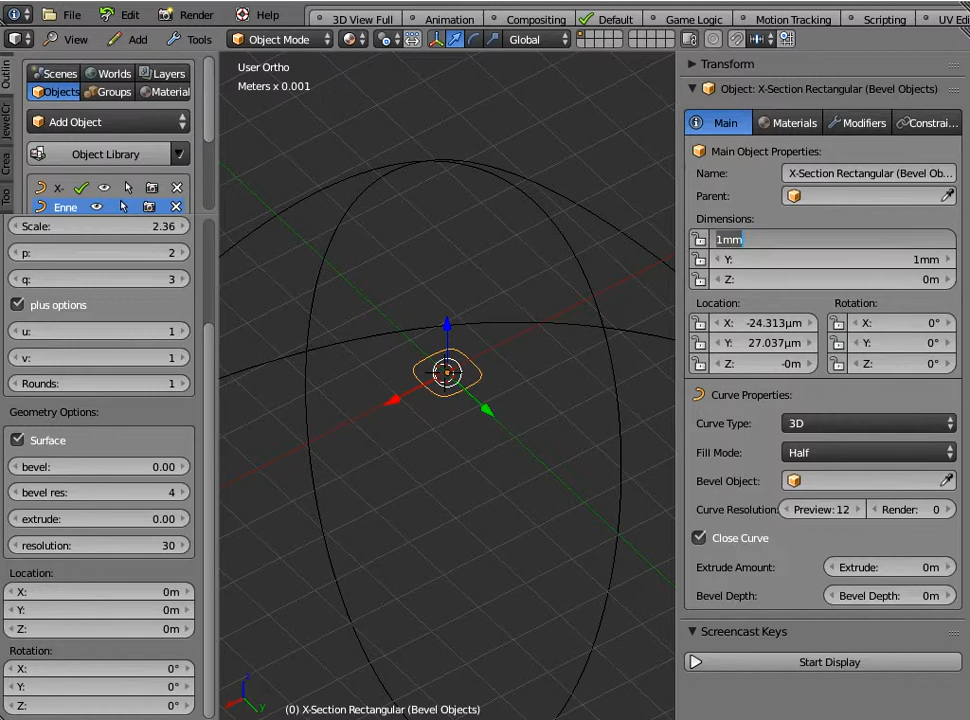 File Edit Render Help 3D View Full Animation Compositing Default Game Logic Motion Tracking Scripting UV Edi
View Add Tools Object Mode Global
Outlin
JewelCr
Crea
Too
Scenes Worlds Layers
Objects Groups Material
Add Object
Object Library
X-
Enne
Scale: 2.36
p: 2
q: 3
plus options
u: 1
v: 1
Rounds: 1
Geometry Options:
Surface
bevel: 0.00
bevel res: 4
extrude: 0.00
resolution: 30
Location:
X: 0m
Y: 0m
Z: 0m
Rotation:
X: 0°
Y: 0°
Z: 0°
User Ortho
Meters x 0.001
z
y
(0) X-Section Rectangular (Bevel Objects)
Transform
Object: X-Section Rectangular (Bevel Objects)
Main Materials Modifiers Constrai...
Main Object Properties:
Name: X-Section Rectangular (Bevel Ob...
Parent:
Dimensions:
1mm
Y: 1mm
Z: 0m
Location: Rotation:
X: -24.313µm X: 0°
Y: 27.037µm Y: 0°
Z: -0m Z: 0°
Curve Properties:
Curve Type: 3D
Fill Mode: Half
Bevel Object:
Curve Resolution: Preview: 12 Render: 0
Close Curve
Extrude Amount: Extrude: 0m
Bevel Depth: Bevel Depth: 0m
Screencast Keys
Start Display